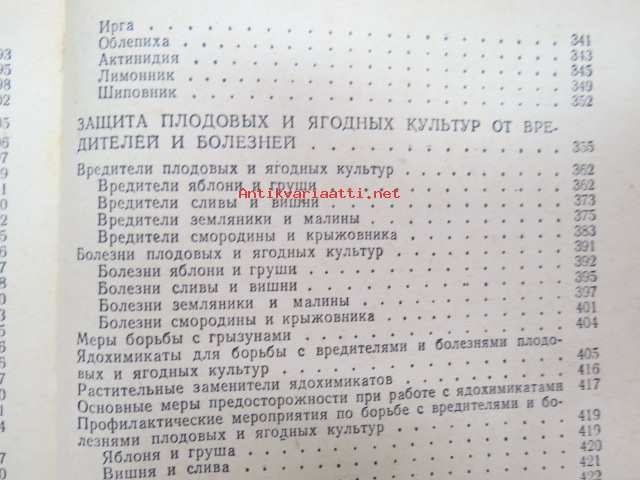 Ирга 341
Облепиха 343
Актинидия 345
Лимонник 349
Шиповник 352
ЗАЩИТА ПЛОДОВЫХ И ЯГОДНЫХ КУЛЬТУР ОТ ВРЕ-
ДИТЕЛЕЙ И БОЛЕЗНЕЙ 355
Вредители плодовых и ягодных культур 362
Вредители яблони и груши 362
Antikvariaatti.net
Вредители сливы и вишни 373
Вредители земляники и малины 375
Вредители смородины и крыжовника 383
Болезни плодовых и ягодных культур 391
Болезни яблони и груши 392
Болезни сливы и вишни 395
Болезни земляники и малины 397
Болезни смородины и крыжовника 401
Меры борьбы с грызунами 404
Ядохимикаты для борьбы с вредителями и болезнями плодо-
вых и ягодных культур 405
Растительные заменители ядохимикатов 416
Основные меры предосторожности при работе с ядохимикатами 417
Профилактические мероприятия по борьбе с вредителями и бо-
лезнями плодовых и ягодных культур 419
Яблоня и груша 419
Вишня и слива 420
421
422